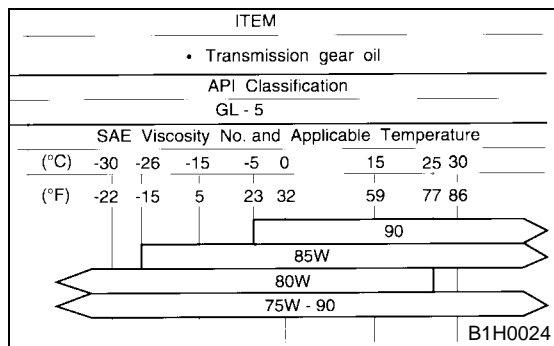 ITEM
• Transmission gear oil
API Classification
GL - 5
SAE Viscosity No. and Applicable Temperature
(°C) -30 -26 -15 -5 0 15 25 30
(°F) -22 -15 5 23 32 59 77 86
90
85W
80W
75W - 90
B1H0024